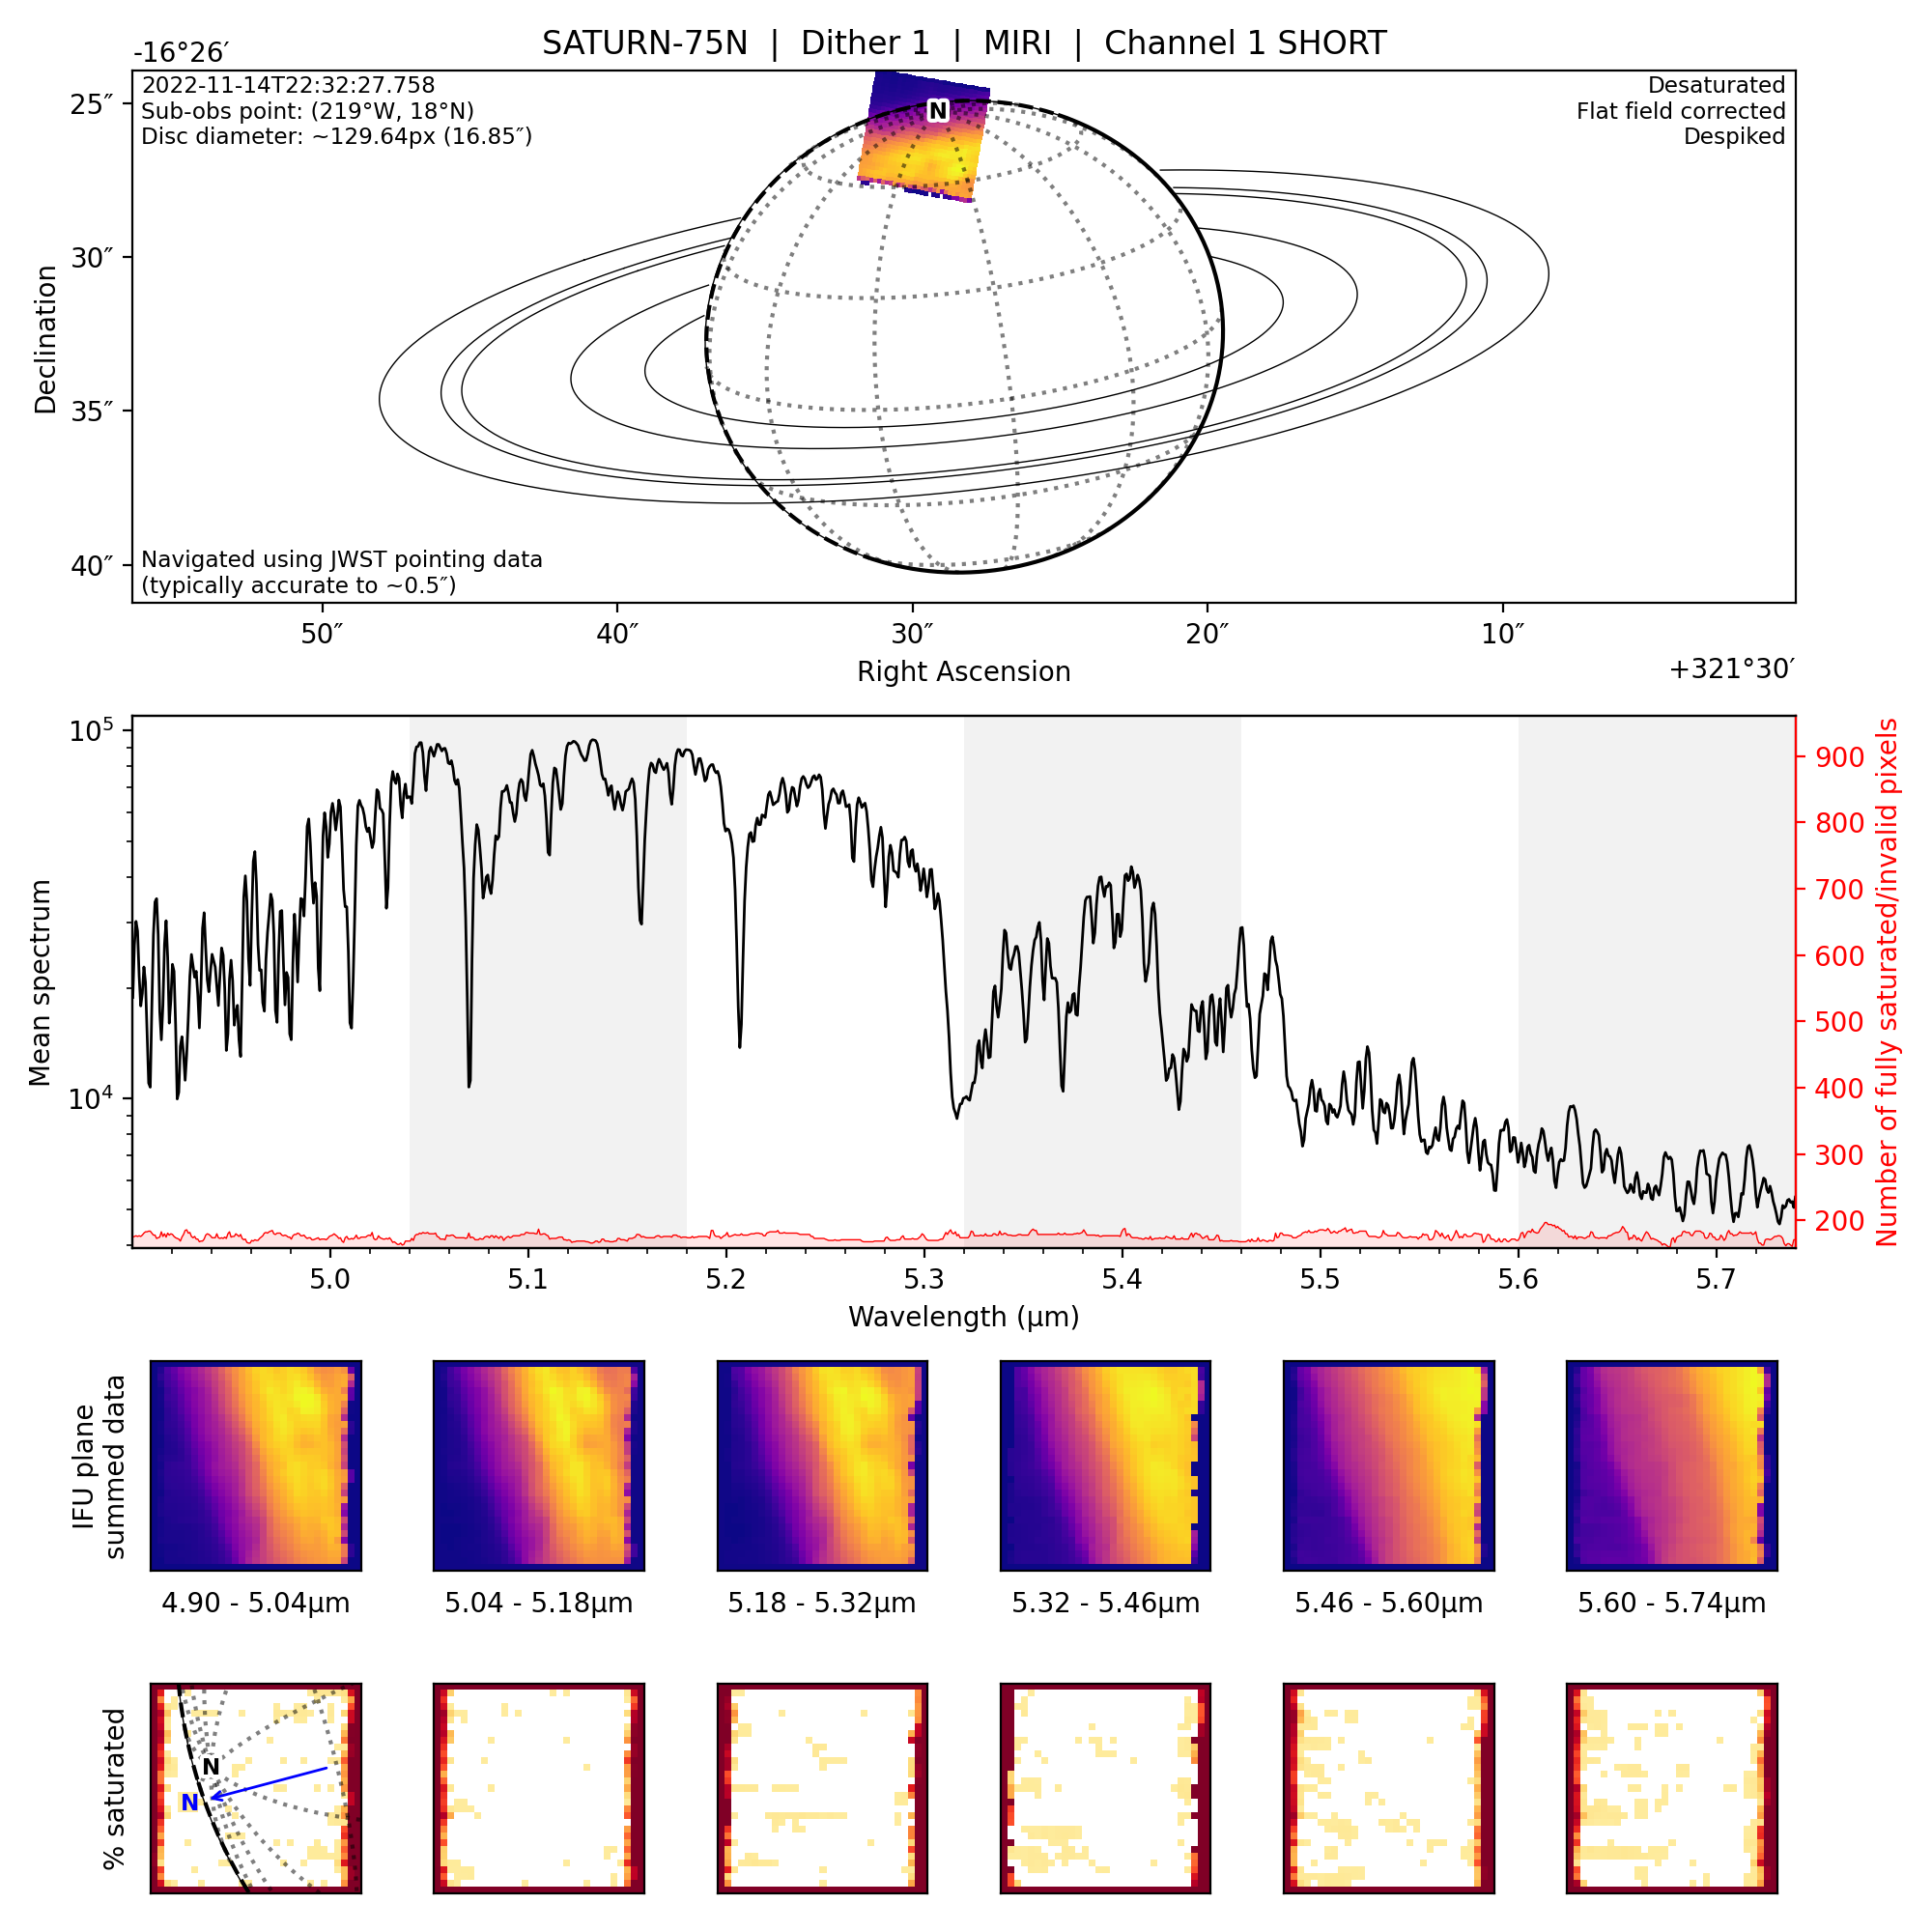 SATURN-75N | Dither 1 | MIRI | Channel 1 SHORT
-16°26′
2022-11-14T22:32:27.758
Sub-obs point: (219°W, 18°N)
Disc diameter: ~129.64px (16.85″)
Desaturated
Flat field corrected
Despiked
N
25″
30″
35″
40″
Declination
Navigated using JWST pointing data
(typically accurate to ~0.5″)
50″
40″
30″
20″
10″
Right Ascension
+321°30′
10⁵
10⁴
Mean spectrum
900
800
700
600
500
400
300
200
Number of fully saturated/invalid pixels
5.0
5.1
5.2
5.3
5.4
5.5
5.6
5.7
Wavelength (µm)
IFU plane
summed data
4.90 - 5.04µm
5.04 - 5.18µm
5.18 - 5.32µm
5.32 - 5.46µm
5.46 - 5.60µm
5.60 - 5.74µm
% saturated
N
N